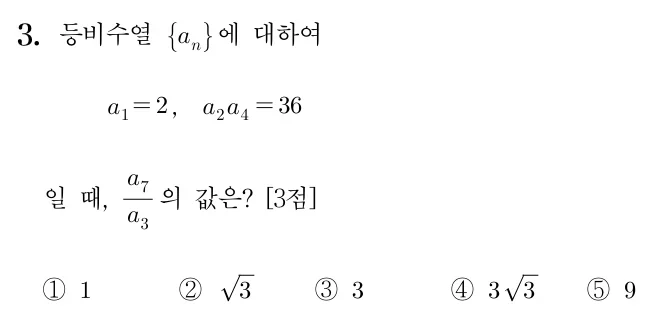 3. 등비수열 {aₙ}에 대하여
a₁=2, a₂a₄=36
일 때, a₇/a₃ 의 값은? [3점]
① 1 ② √3 ③ 3 ④ 3√3 ⑤ 9